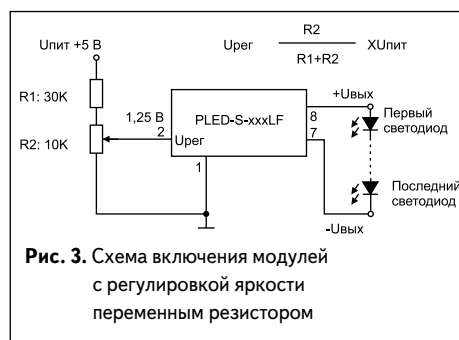 Uпит +5 В
Uрег R2 XUпит
R1+R2
R1: 30K
R2: 10K
1,25 В
2
Uрег
PLED-S-xxxLF
1
8
7
+Uвых
Первый
светодиод
Последний
светодиод
-Uвых
Рис. 3. Схема включения модулей
с регулировкой яркости
переменным резистором